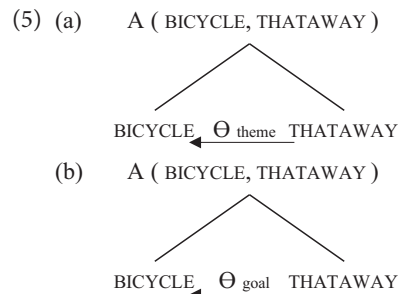 (5) (a) A ( BICYCLE, THATAWAY )
BICYCLE Ɵ theme THATAWAY
(b) A ( BICYCLE, THATAWAY )
BICYCLE Ɵ goal THATAWAY